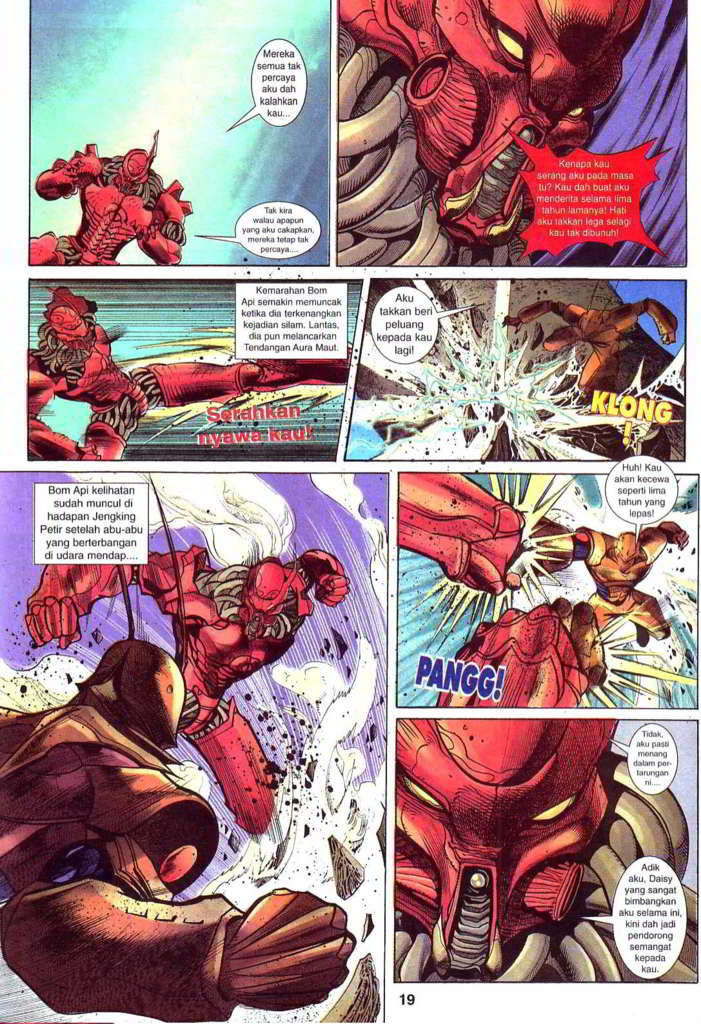 Mereka
semua tak
percaya
aku dah
kalahkan
kau...
Tak kira
walau apapun
yang aku cakapkan,
mereka tetap tak
percaya....
Kenapa kau
serang aku pada masa
tu? Kau dah buat aku
menderita selama lima
tahun lamanya! Hati
aku takkan lega selagi
kau tak dibunuh!
Kemarahan Bom
Api semakin memuncak
ketika dia terkenangkan
kejadian silam. Lantas,
dia pun melancarkan
Tendangan Aura Maut.
Serahkan
nyawa kau!
Aku
takkan beri
peluang
kepada kau
lagi!
KLONG
!
Bom Api kelihatan
sudah muncul di
hadapan Jengking
Petir setelah abu-abu
yang berterbangan
di udara mendap....
Huh! Kau
akan kecewa
seperti lima
tahun yang
lepas!
PANGG!
Tidak,
aku pasti
menang
dalam per-
tarungan
ni....
Adik
aku, Daisy
yang sangat
bimbangkan
aku selama ini,
kini dah jadi
pendorong
semangat
kepada
kau.
19